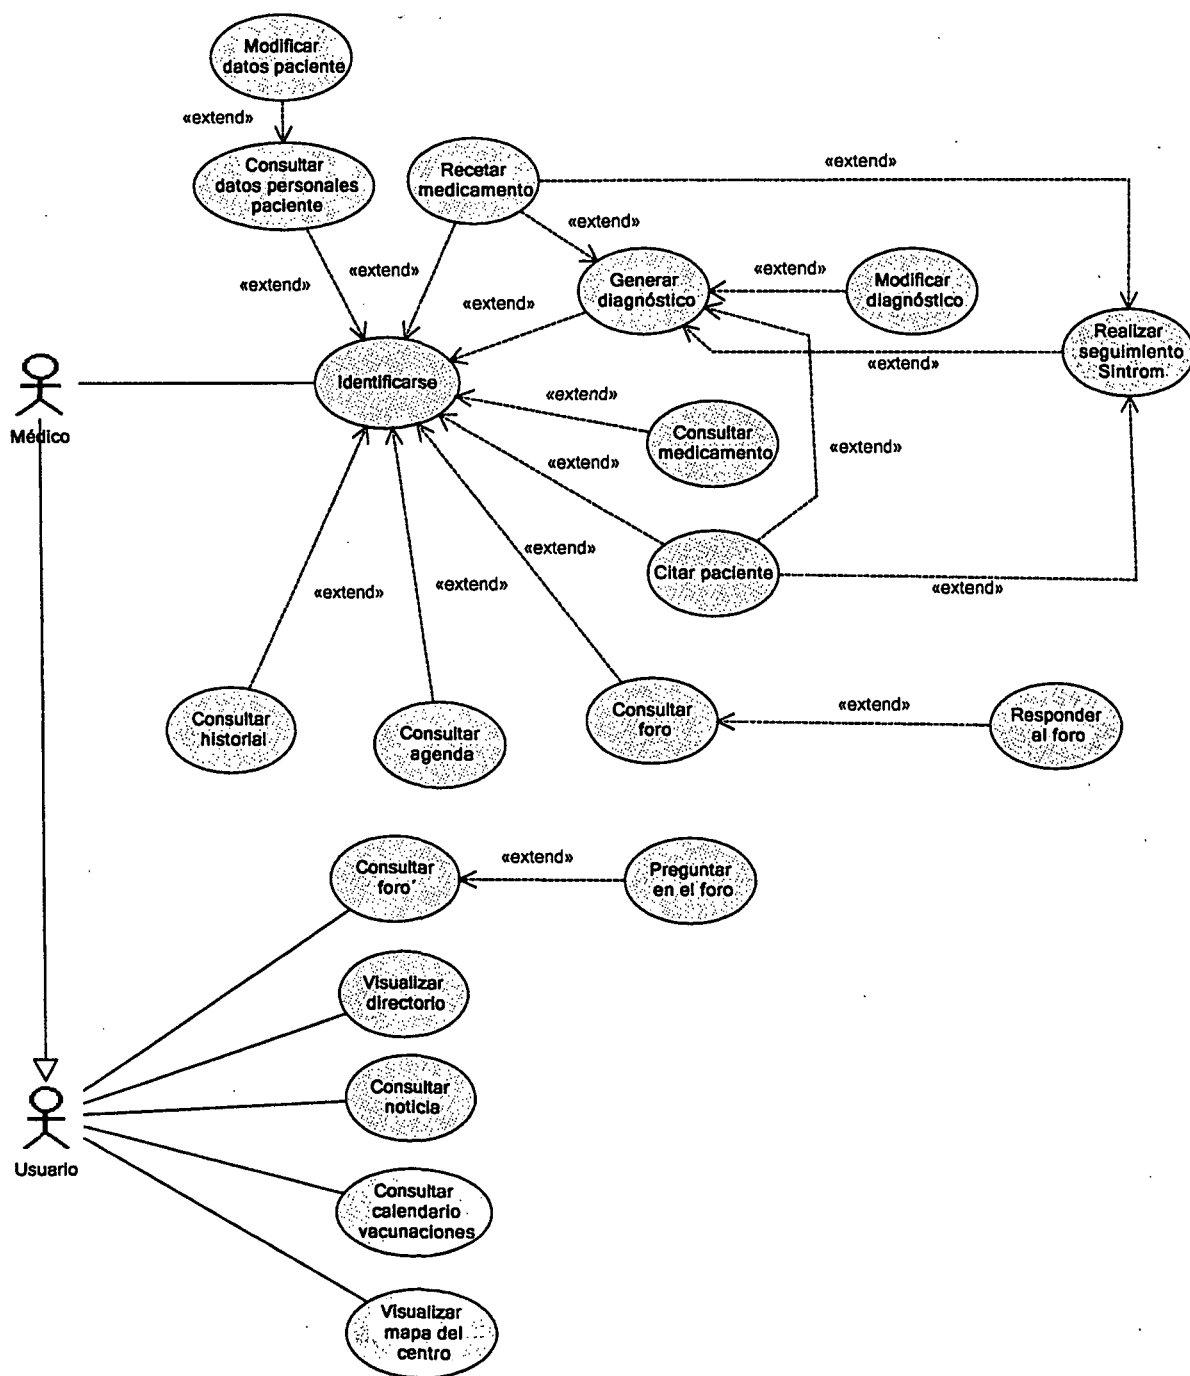 Modificar
datos paciente
«extend»
Consultar
datos personales
paciente
Recetar
medicamento
«extend»
«extend»
«extend»
«extend»
Generar
diagnóstico
«extend»
Modificar
diagnóstico
«extend»
Realizar
seguimiento
Sintrom
«extend»
Identificarse
Médico
«extend»
Consultar
medicamento
«extend»
«extend»
«extend»
Citar paciente
«extend»
«extend»
«extend»
Consultar
historial
Consultar
agenda
Consultar
foro
«extend»
Responder
al foro
Consultar
foro
«extend»
Preguntar
en el foro
Visualizar
directorio
Consultar
noticia
Usuario
Consultar
calendario
vacunaciones
Visualizar
mapa del
centro